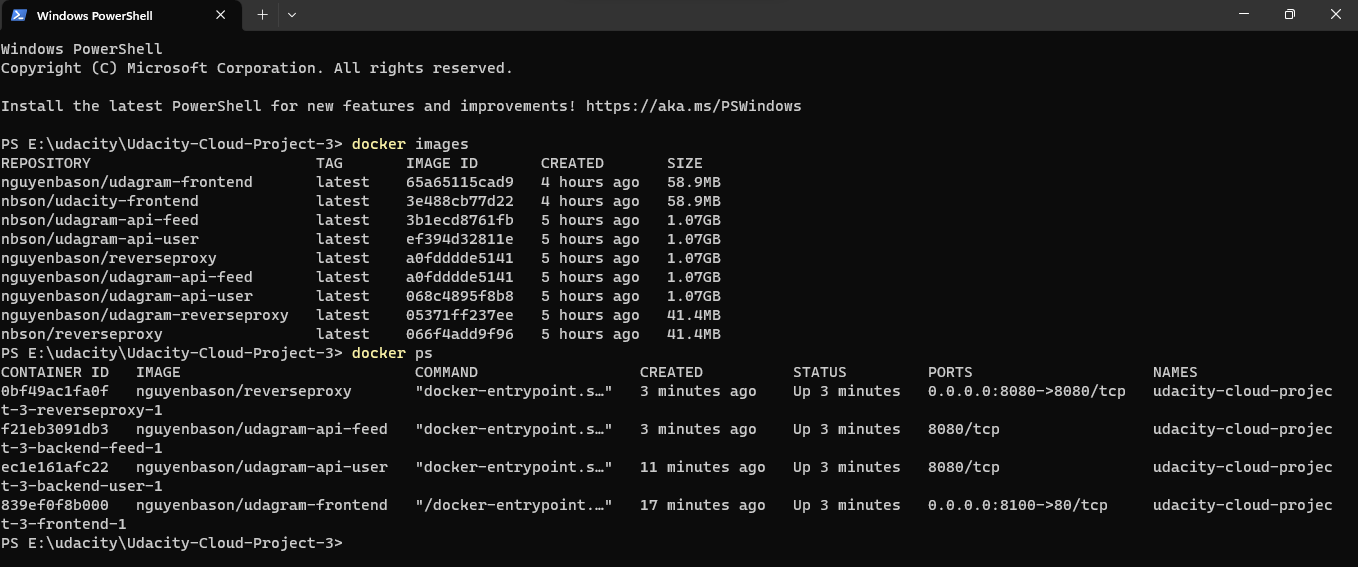 Windows PowerShell
Windows PowerShell
Copyright (C) Microsoft Corporation. All rights reserved.
Install the latest PowerShell for new features and improvements! https://aka.ms/PSWindows
PS E:\udacity\Udacity-Cloud-Project-3> docker images
REPOSITORY TAG IMAGE ID CREATED SIZE
nguyenbason/udagram-frontend latest 65a65115cad9 4 hours ago 58.9MB
nbson/udacity-frontend latest 3e488cb77d22 4 hours ago 58.9MB
nbson/udagram-api-feed latest 3b1ecd8761fb 5 hours ago 1.07GB
nbson/udagram-api-user latest ef394d32811e 5 hours ago 1.07GB
nguyenbason/reverseproxy latest a0fdddde5141 5 hours ago 1.07GB
nguyenbason/udagram-api-feed latest a0fdddde5141 5 hours ago 1.07GB
nguyenbason/udagram-api-user latest 068c4895f8b8 5 hours ago 1.07GB
nguyenbason/udagram-reverseproxy latest 05371ff237ee 5 hours ago 41.4MB
nbson/reverseproxy latest 066f4add9f96 5 hours ago 41.4MB
PS E:\udacity\Udacity-Cloud-Project-3> docker ps
CONTAINER ID IMAGE COMMAND CREATED STATUS PORTS NAMES
0bf49ac1fa0f nguyenbason/reverseproxy "docker-entrypoint.s…" 3 minutes ago Up 3 minutes 0.0.0.0:8080->8080/tcp udacity-cloud-projec
t-3-reverseproxy-1
f21eb3091db3 nguyenbason/udagram-api-feed "docker-entrypoint.s…" 3 minutes ago Up 3 minutes 8080/tcp udacity-cloud-projec
t-3-backend-feed-1
ec1e161afc22 nguyenbason/udagram-api-user "docker-entrypoint.s…" 11 minutes ago Up 3 minutes 8080/tcp udacity-cloud-projec
t-3-backend-user-1
839ef0f8b000 nguyenbason/udagram-frontend "/docker-entrypoint.…" 17 minutes ago Up 3 minutes 0.0.0.0:8100->80/tcp udacity-cloud-projec
t-3-frontend-1
PS E:\udacity\Udacity-Cloud-Project-3>